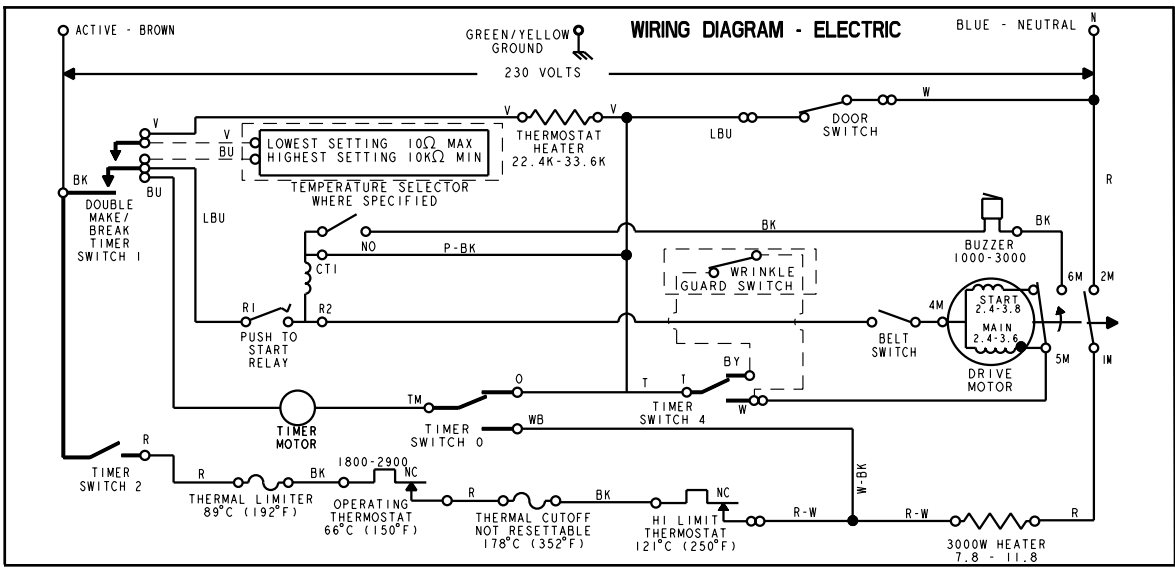 WIRING DIAGRAM - ELECTRIC
ACTIVE - BROWN
GREEN/YELLOW
GROUND
BLUE - NEUTRAL
N
230 VOLTS
V
V
BU
LOWEST SETTING 10Ω MAX
HIGHEST SETTING 10KΩ MIN
TEMPERATURE SELECTOR
WHERE SPECIFIED
V
V
THERMOSTAT
HEATER
22.4K-33.6K
LBU
DOOR
SWITCH
W
R
BK
BU
DOUBLE
MAKE/
BREAK
TIMER
SWITCH 1
LBU
NO
P-BK
CT1
BK
BUZZER
1000-3000
BK
WRINKLE
GUARD SWITCH
6M
2M
START
2.4-3.8
MAIN
2.4-3.6
4M
5M
1M
DRIVE
MOTOR
R1
R2
PUSH TO
START
RELAY
BELT
SWITCH
BY
O
T
T
TM
W
TIMER
SWITCH 4
TIMER
MOTOR
TIMER
SWITCH 0
WB
W-BK
R
TIMER
SWITCH 2
R
THERMAL LIMITER
89°C (192°F)
BK
1800-2900
NC
OPERATING
THERMOSTAT
66°C (150°F)
R
THERMAL CUTOFF
NOT RESETTABLE
178°C (352°F)
BK
NC
HI LIMIT
THERMOSTAT
121°C (250°F)
R-W
R-W
3000W HEATER
7.8 - 11.8
R